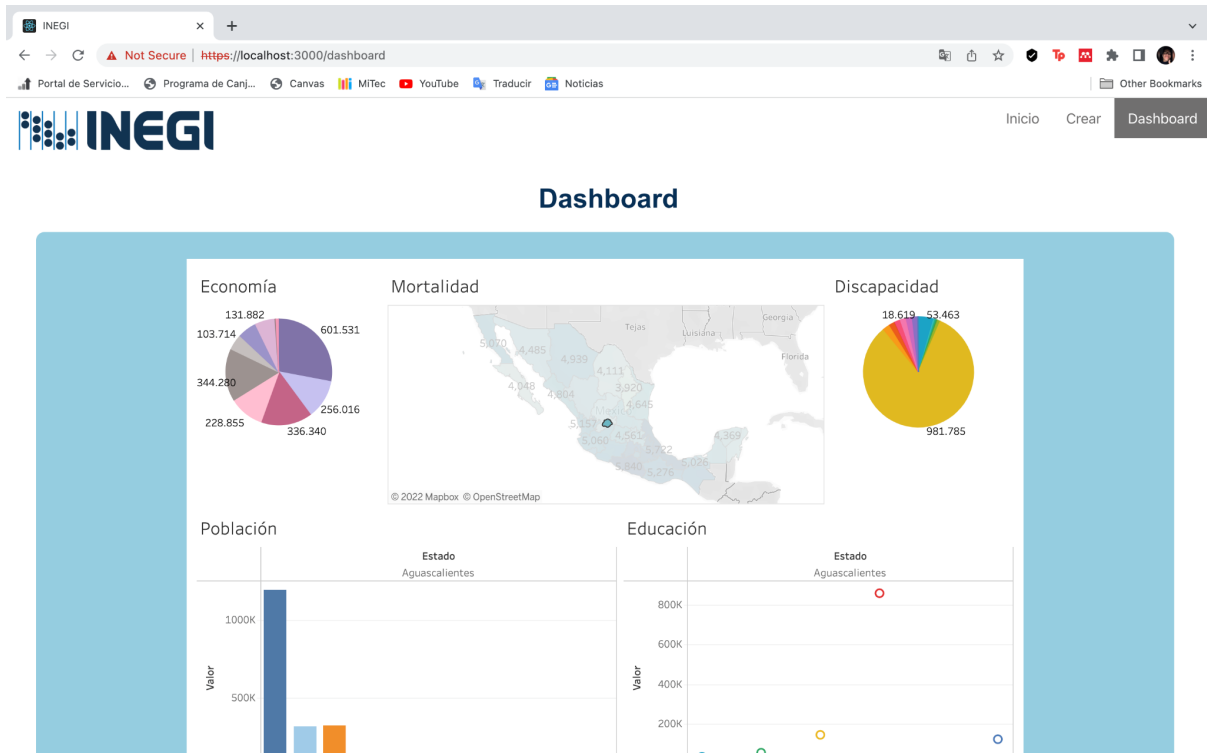 INEGI
Not Secure | https://localhost:3000/dashboard
Portal de Servicio... Programa de Canj... Canvas MiTec YouTube Traducir Noticias Other Bookmarks
INEGI
Inicio Crear Dashboard
Dashboard
Economía
131.882
103.714
601.531
344.280
256.016
228.855
336.340
Mortalidad
Tejas
Luisiana
Georgia
Florida
5,070
4,485
4,939
4,111
4,048
4,804
3,920
4,645
México
5,157
5,060
4,561
4,369
5,722
5,840
5,276
5,026
© 2022 Mapbox © OpenStreetMap
Discapacidad
18.619
53.463
981.785
Población
Estado
Aguascalientes
1000K
Valor
500K
Educación
Estado
Aguascalientes
800K
600K
Valor
400K
200K